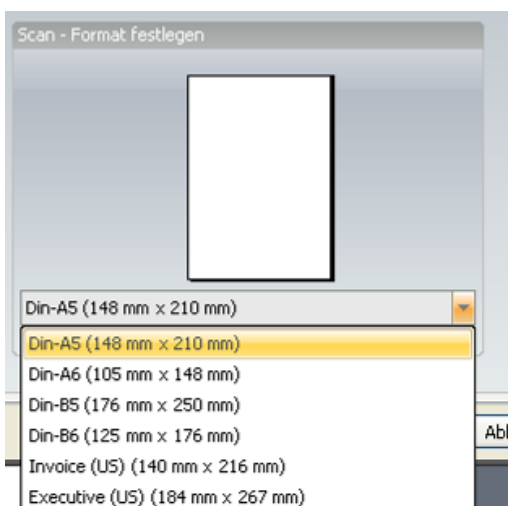 Scan - Format festlegen
Din-A5 (148 mm x 210 mm)
Din-A5 (148 mm x 210 mm)
Din-A6 (105 mm x 148 mm)
Din-B5 (176 mm x 250 mm)
Din-B6 (125 mm x 176 mm)
Abl
Invoice (US) (140 mm x 216 mm)
Executive (US) (184 mm x 267 mm)